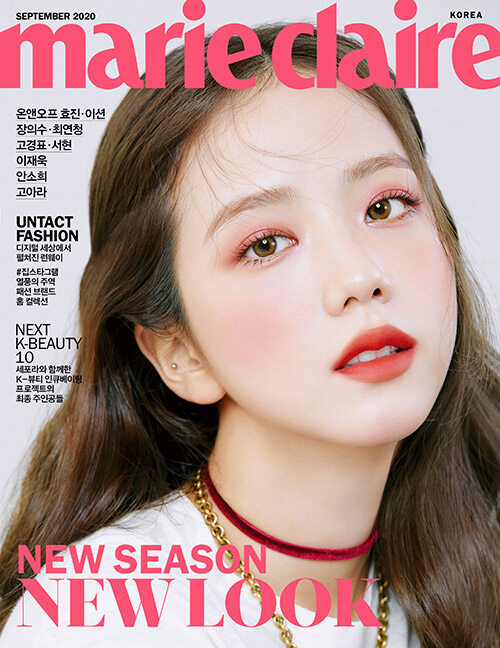 SEPTEMBER 2020
KOREA
marie claire
온앤오프 효진·이션
장의수·최연청
고경표·서현
이재욱
안소희
고아라
UNTACT
FASHION
디지털 세상에서
펼쳐진 런웨이
#집스타그램
열풍의 주역
패션 브랜드
홈 컬렉션
NEXT
K-BEAUTY
10
세포라와 함께한
K-뷰티 인큐베이팅
프로젝트의
최종 주인공들
NEW SEASON
NEW LOOK